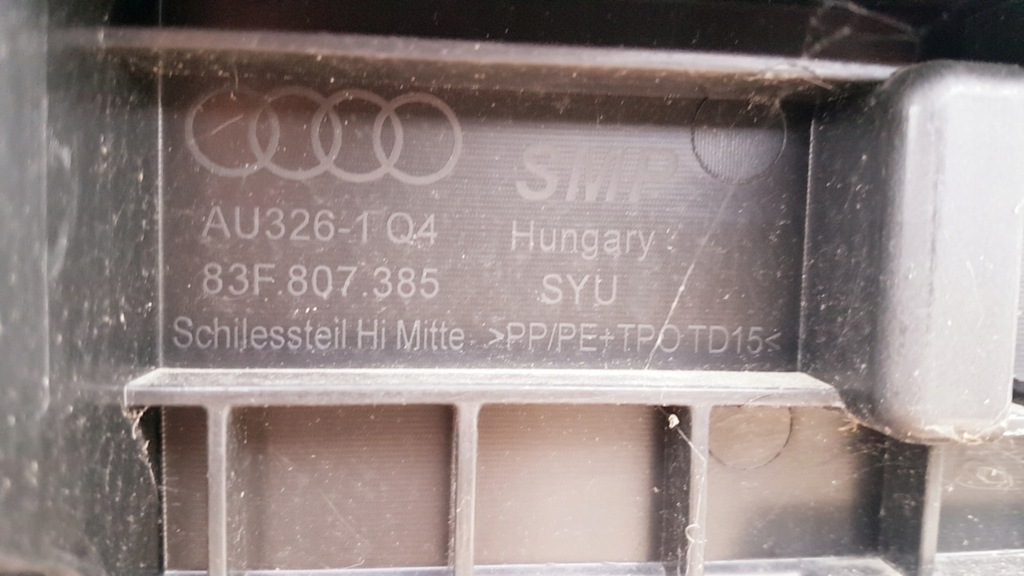 SMP
AU326-1 Q4 Hungary
83F.807.385 SYU
Schilessteil Hi Mitte >PP/PE+TPO TD15<